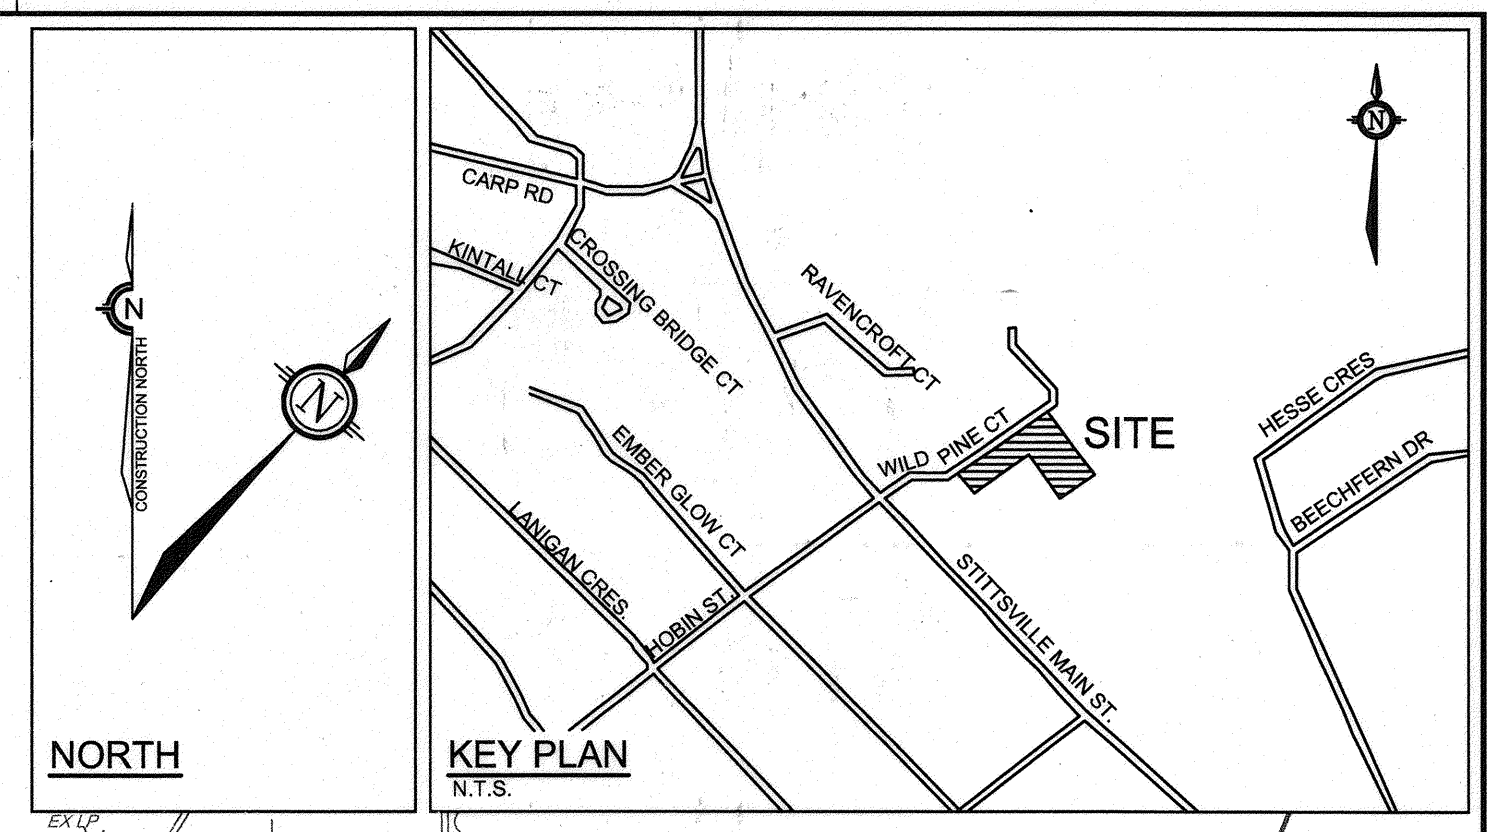 N
CONSTRUCTION NORTH
N
NORTH
N
CARP RD
KINTALL CT
CROSSING BRIDGE CT
RAVENCROFT CT
EMBER GLOW CT
WILD PINE CT
SITE
HESSE CRES
BEECHFERN DR
LANIGAN CRES.
HOBIN ST.
STITTSVILLE MAIN ST.
KEY PLAN
N.T.S.
EX LP.